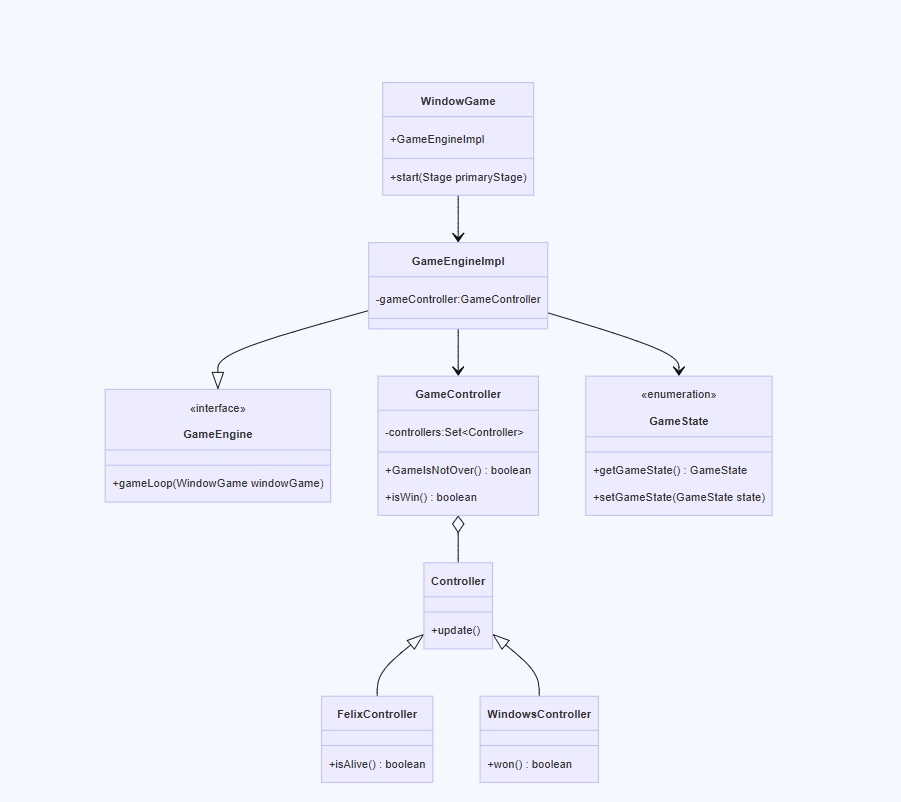 WindowGame
+GameEngineImpl
+start(Stage primaryStage)
GameEngineImpl
-gameController:GameController
«interface»
GameEngine
+gameLoop(WindowGame windowGame)
GameController
-controllers:Set<Controller>
+GameIsNotOver() : boolean
+isWin() : boolean
«enumeration»
GameState
+getGameState() : GameState
+setGameState(GameState state)
Controller
+update()
FelixController
+isAlive() : boolean
WindowsController
+won() : boolean